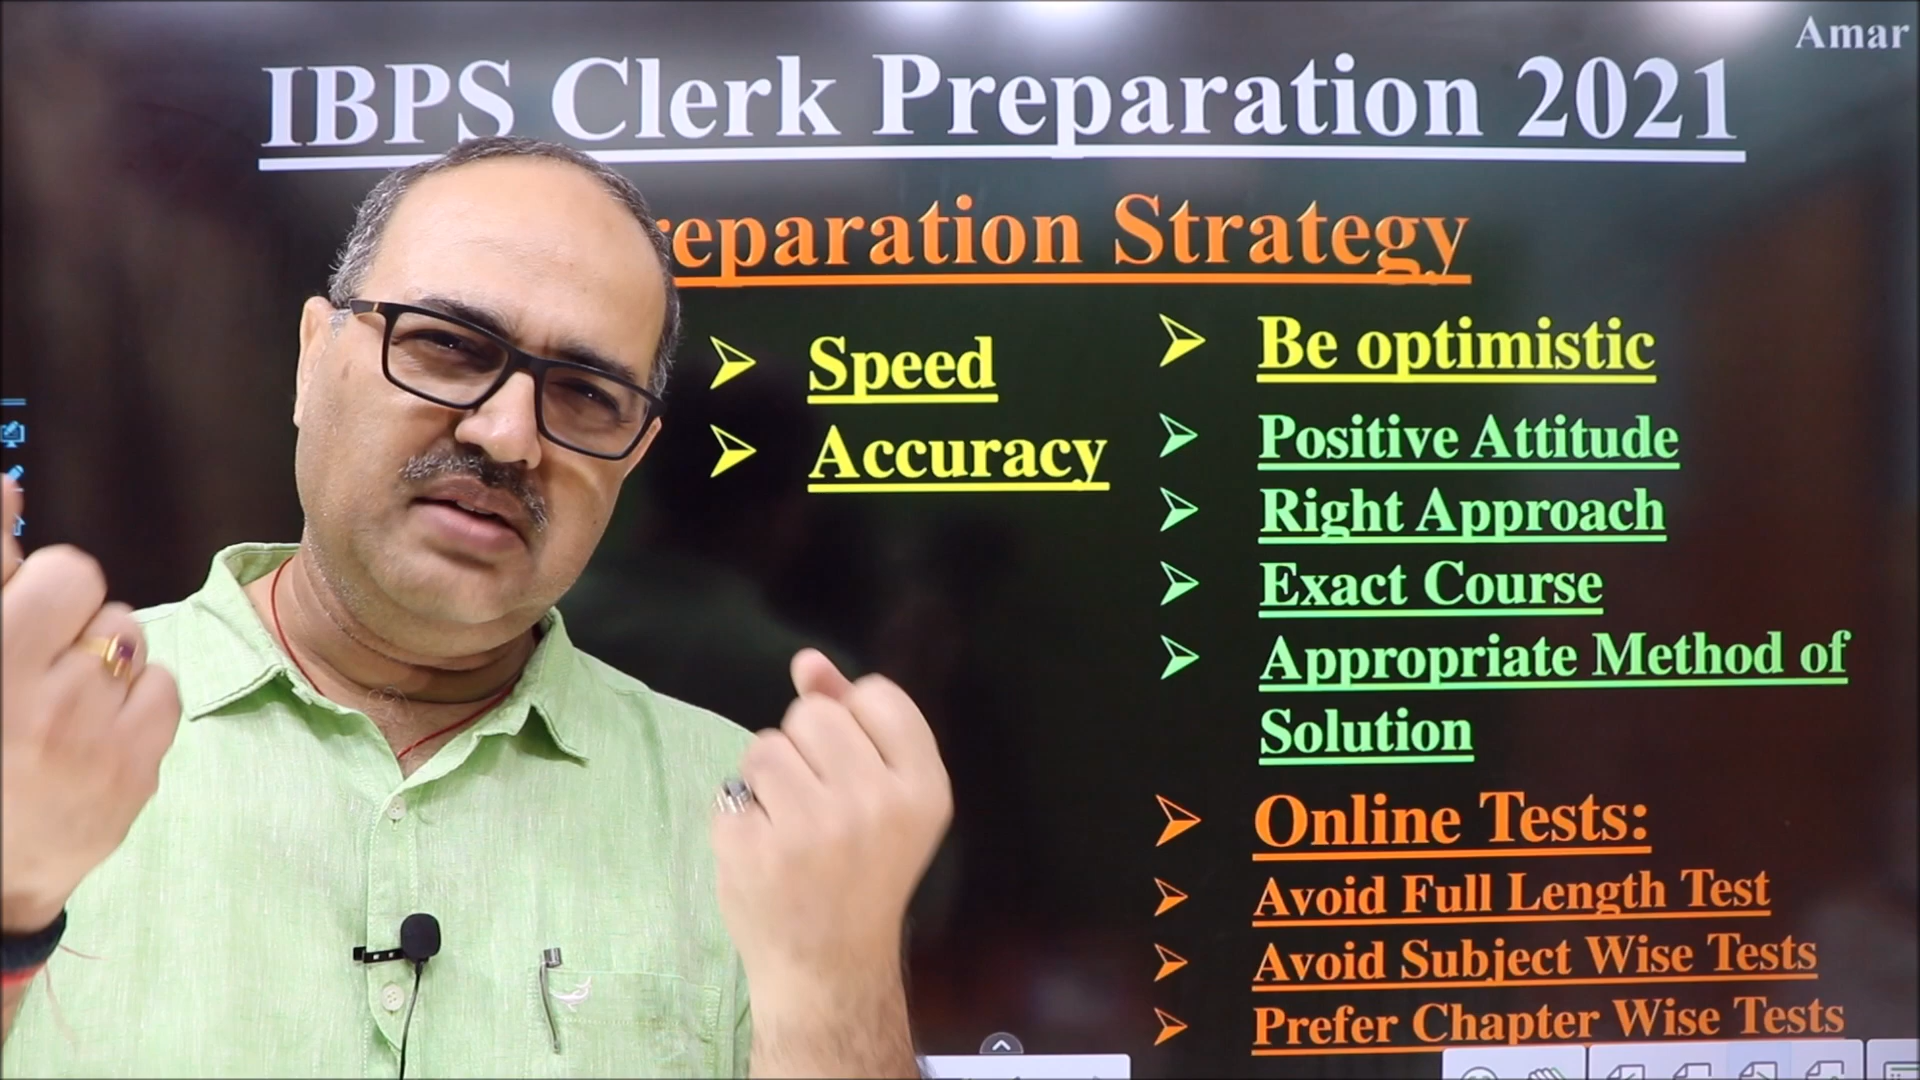 Amar
IBPS Clerk Preparation 2021
reparation Strategy
Speed
Accuracy
Be optimistic
Positive Attitude
Right Approach
Exact Course
Appropriate Method of
Solution
Online Tests:
Avoid Full Length Test
Avoid Subject Wise Tests
Prefer Chapter Wise Tests